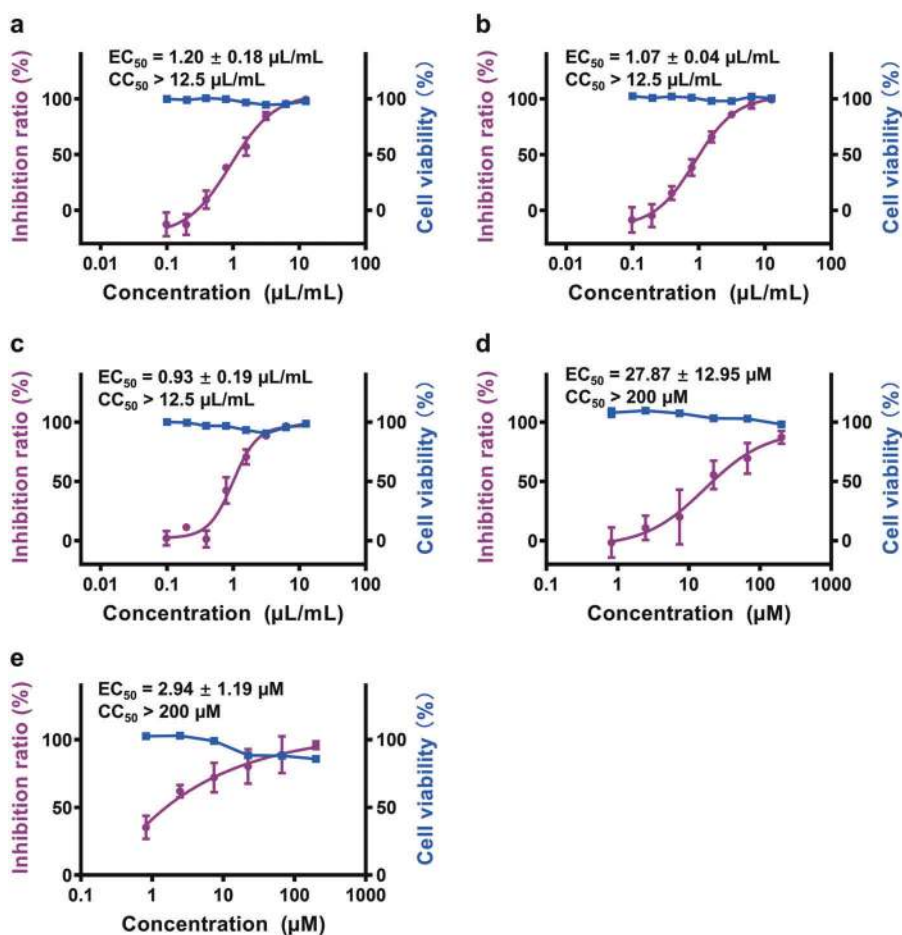 a
EC50 = 1.20 ± 0.18 µL/mL
CC50 > 12.5 µL/mL
Inhibition ratio (%)
100
50
0
Cell viability (%)
100
50
0
0.01 0.1 1 10 100
Concentration (µL/mL)
b
EC50 = 1.07 ± 0.04 µL/mL
CC50 > 12.5 µL/mL
Inhibition ratio (%)
100
50
0
Cell viability (%)
100
50
0
0.01 0.1 1 10 100
Concentration (µL/mL)
c
EC50 = 0.93 ± 0.19 µL/mL
CC50 > 12.5 µL/mL
Inhibition ratio (%)
100
50
0
Cell viability (%)
100
50
0
0.01 0.1 1 10 100
Concentration (µL/mL)
d
EC50 = 27.87 ± 12.95 µM
CC50 > 200 µM
Inhibition ratio (%)
100
50
0
Cell viability (%)
100
50
0
0.1 1 10 100 1000
Concentration (µM)
e
EC50 = 2.94 ± 1.19 µM
CC50 > 200 µM
Inhibition ratio (%)
100
50
0
Cell viability (%)
100
50
0
0.1 1 10 100 1000
Concentration (µM)